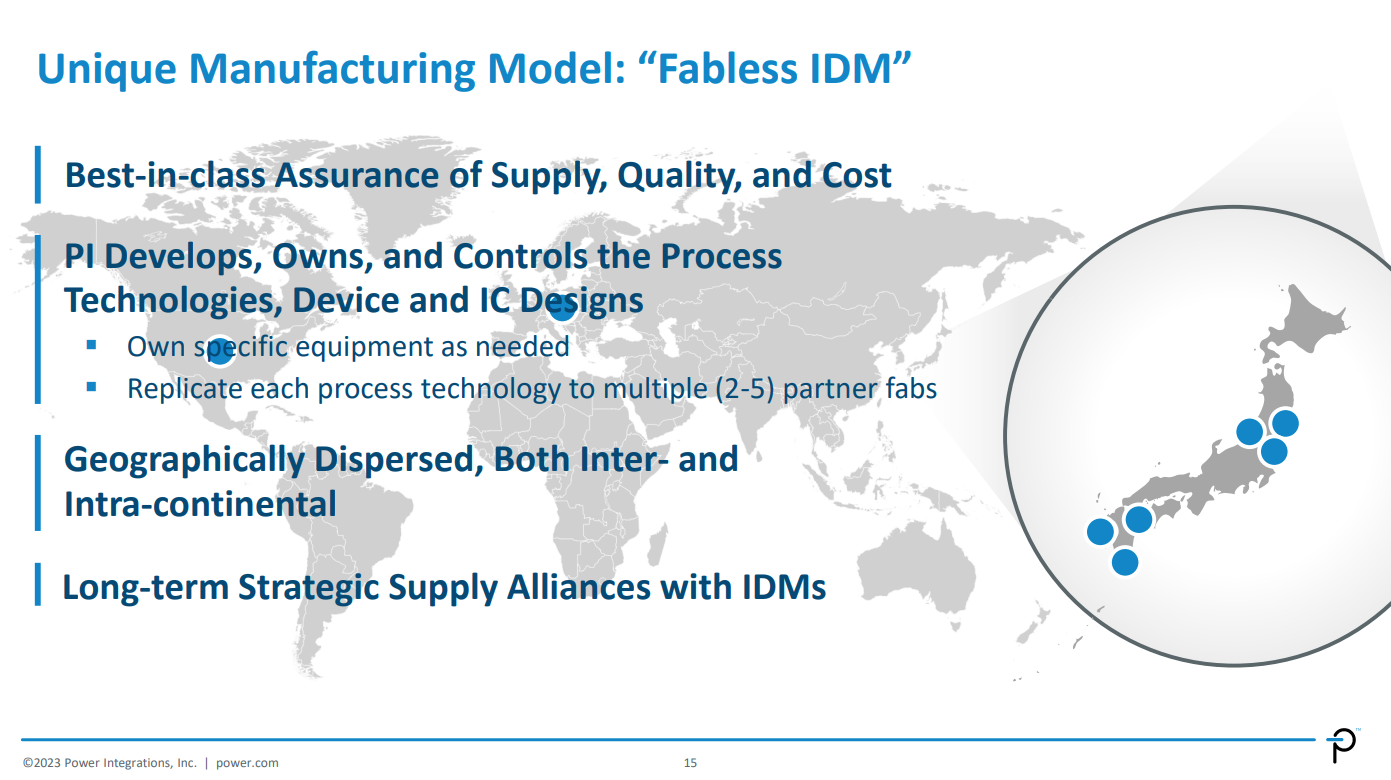 Unique Manufacturing Model: “Fabless IDM”
Best-in-class Assurance of Supply, Quality, and Cost
PI Develops, Owns, and Controls the Process
Technologies, Device and IC Designs
▪ Own specific equipment as needed
▪ Replicate each process technology to multiple (2-5) partner fabs
Geographically Dispersed, Both Inter- and
Intra-continental
Long-term Strategic Supply Alliances with IDMs
©2023 Power Integrations, Inc. | power.com
15
™